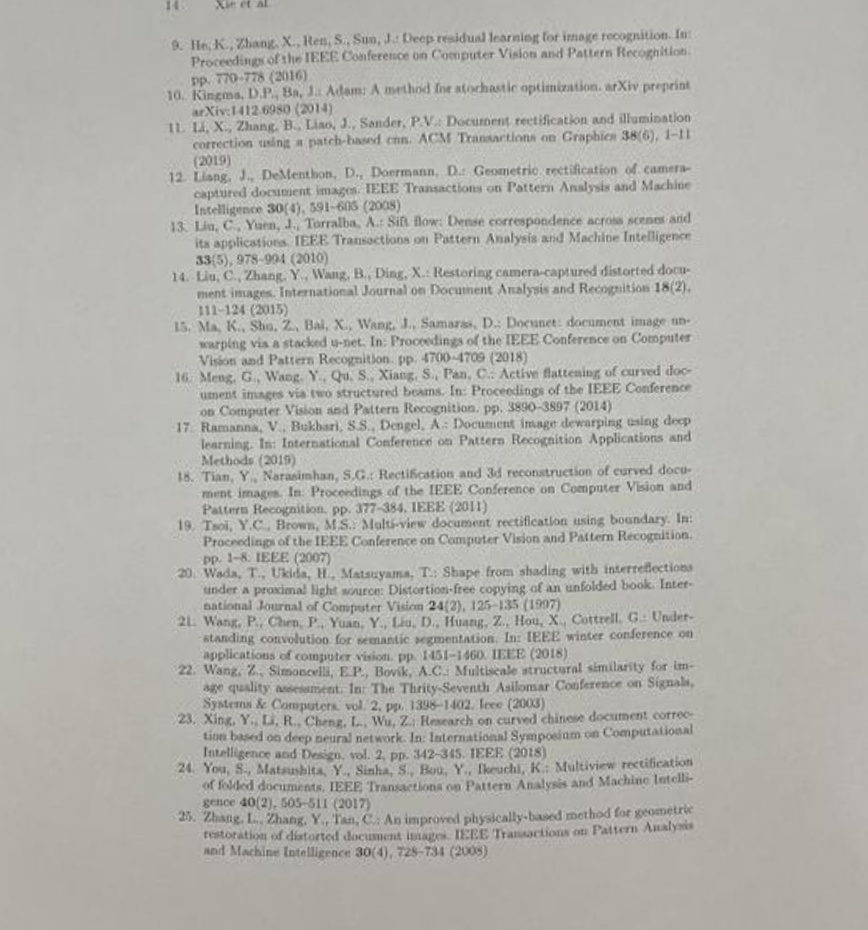 14 Xie et al.
9. He, K., Zhang, X., Ren, S., Sun, J.: Deep residual learning for image recognition. In:
Proceedings of the IEEE Conference on Computer Vision and Pattern Recognition.
pp. 770–778 (2016)
10. Kingma, D.P., Ba, J.: Adam: A method for stochastic optimization. arXiv preprint
arXiv:1412.6980 (2014)
11. Li, X., Zhang, B., Liao, J., Sander, P.V.: Document rectification and illumination
correction using a patch-based cnn. ACM Transactions on Graphics 38(6), 1–11
(2019)
12. Liang, J., DeMenthon, D., Doermann, D.: Geometric rectification of camera-
captured document images. IEEE Transactions on Pattern Analysis and Machine
Intelligence 30(4), 591–605 (2008)
13. Liu, C., Yuen, J., Torralba, A.: Sift flow: Dense correspondence across scenes and
its applications. IEEE Transactions on Pattern Analysis and Machine Intelligence
33(5), 978–994 (2010)
14. Liu, C., Zhang, Y., Wang, B., Ding, X.: Restoring camera-captured distorted docu-
ment images. International Journal on Document Analysis and Recognition 18(2),
111–124 (2015)
15. Ma, K., Shu, Z., Bai, X., Wang, J., Samaras, D.: Docunet: document image un-
warping via a stacked u-net. In: Proceedings of the IEEE Conference on Computer
Vision and Pattern Recognition. pp. 4700–4709 (2018)
16. Meng, G., Wang, Y., Qu, S., Xiang, S., Pan, C.: Active flattening of curved doc-
ument images via two structured beams. In: Proceedings of the IEEE Conference
on Computer Vision and Pattern Recognition. pp. 3890–3897 (2014)
17. Ramanna, V., Bukhari, S.S., Dengel, A.: Document image dewarping using deep
learning. In: International Conference on Pattern Recognition Applications and
Methods (2019)
18. Tian, Y., Narasimhan, S.G.: Rectification and 3d reconstruction of curved docu-
ment images. In: Proceedings of the IEEE Conference on Computer Vision and
Pattern Recognition. pp. 377–384. IEEE (2011)
19. Tsoi, Y.C., Brown, M.S.: Multi-view document rectification using boundary. In:
Proceedings of the IEEE Conference on Computer Vision and Pattern Recognition.
pp. 1–8. IEEE (2007)
20. Wada, T., Ukida, H., Matsuyama, T.: Shape from shading with interreflections
under a proximal light source: Distortion-free copying of an unfolded book. Inter-
national Journal of Computer Vision 24(2), 125–135 (1997)
21. Wang, P., Chen, P., Yuan, Y., Liu, D., Huang, Z., Hou, X., Cottrell, G.: Under-
standing convolution for semantic segmentation. In: IEEE winter conference on
applications of computer vision. pp. 1451–1460. IEEE (2018)
22. Wang, Z., Simoncelli, E.P., Bovik, A.C.: Multiscale structural similarity for im-
age quality assessment. In: The Thrity-Seventh Asilomar Conference on Signals,
Systems & Computers. vol. 2, pp. 1398–1402. Ieee (2003)
23. Xing, Y., Li, R., Cheng, L., Wu, Z.: Research on curved chinese document correc-
tion based on deep neural network. In: International Symposium on Computational
Intelligence and Design. vol. 2, pp. 342–345. IEEE (2018)
24. You, S., Matsushita, Y., Sinha, S., Bou, Y., Ikeuchi, K.: Multiview rectification
of folded documents. IEEE Transactions on Pattern Analysis and Machine Intelli-
gence 40(2), 505–511 (2017)
25. Zhang, L., Zhang, Y., Tan, C.: An improved physically-based method for geometric
restoration of distorted document images. IEEE Transactions on Pattern Analysis
and Machine Intelligence 30(4), 728–734 (2008)